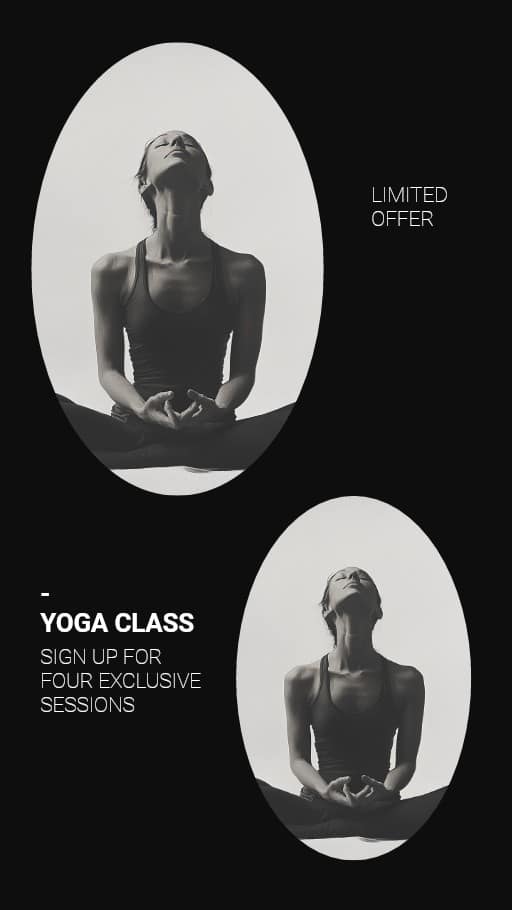 LIMITED
OFFER
-
YOGA CLASS
SIGN UP FOR
FOUR EXCLUSIVE
SESSIONS